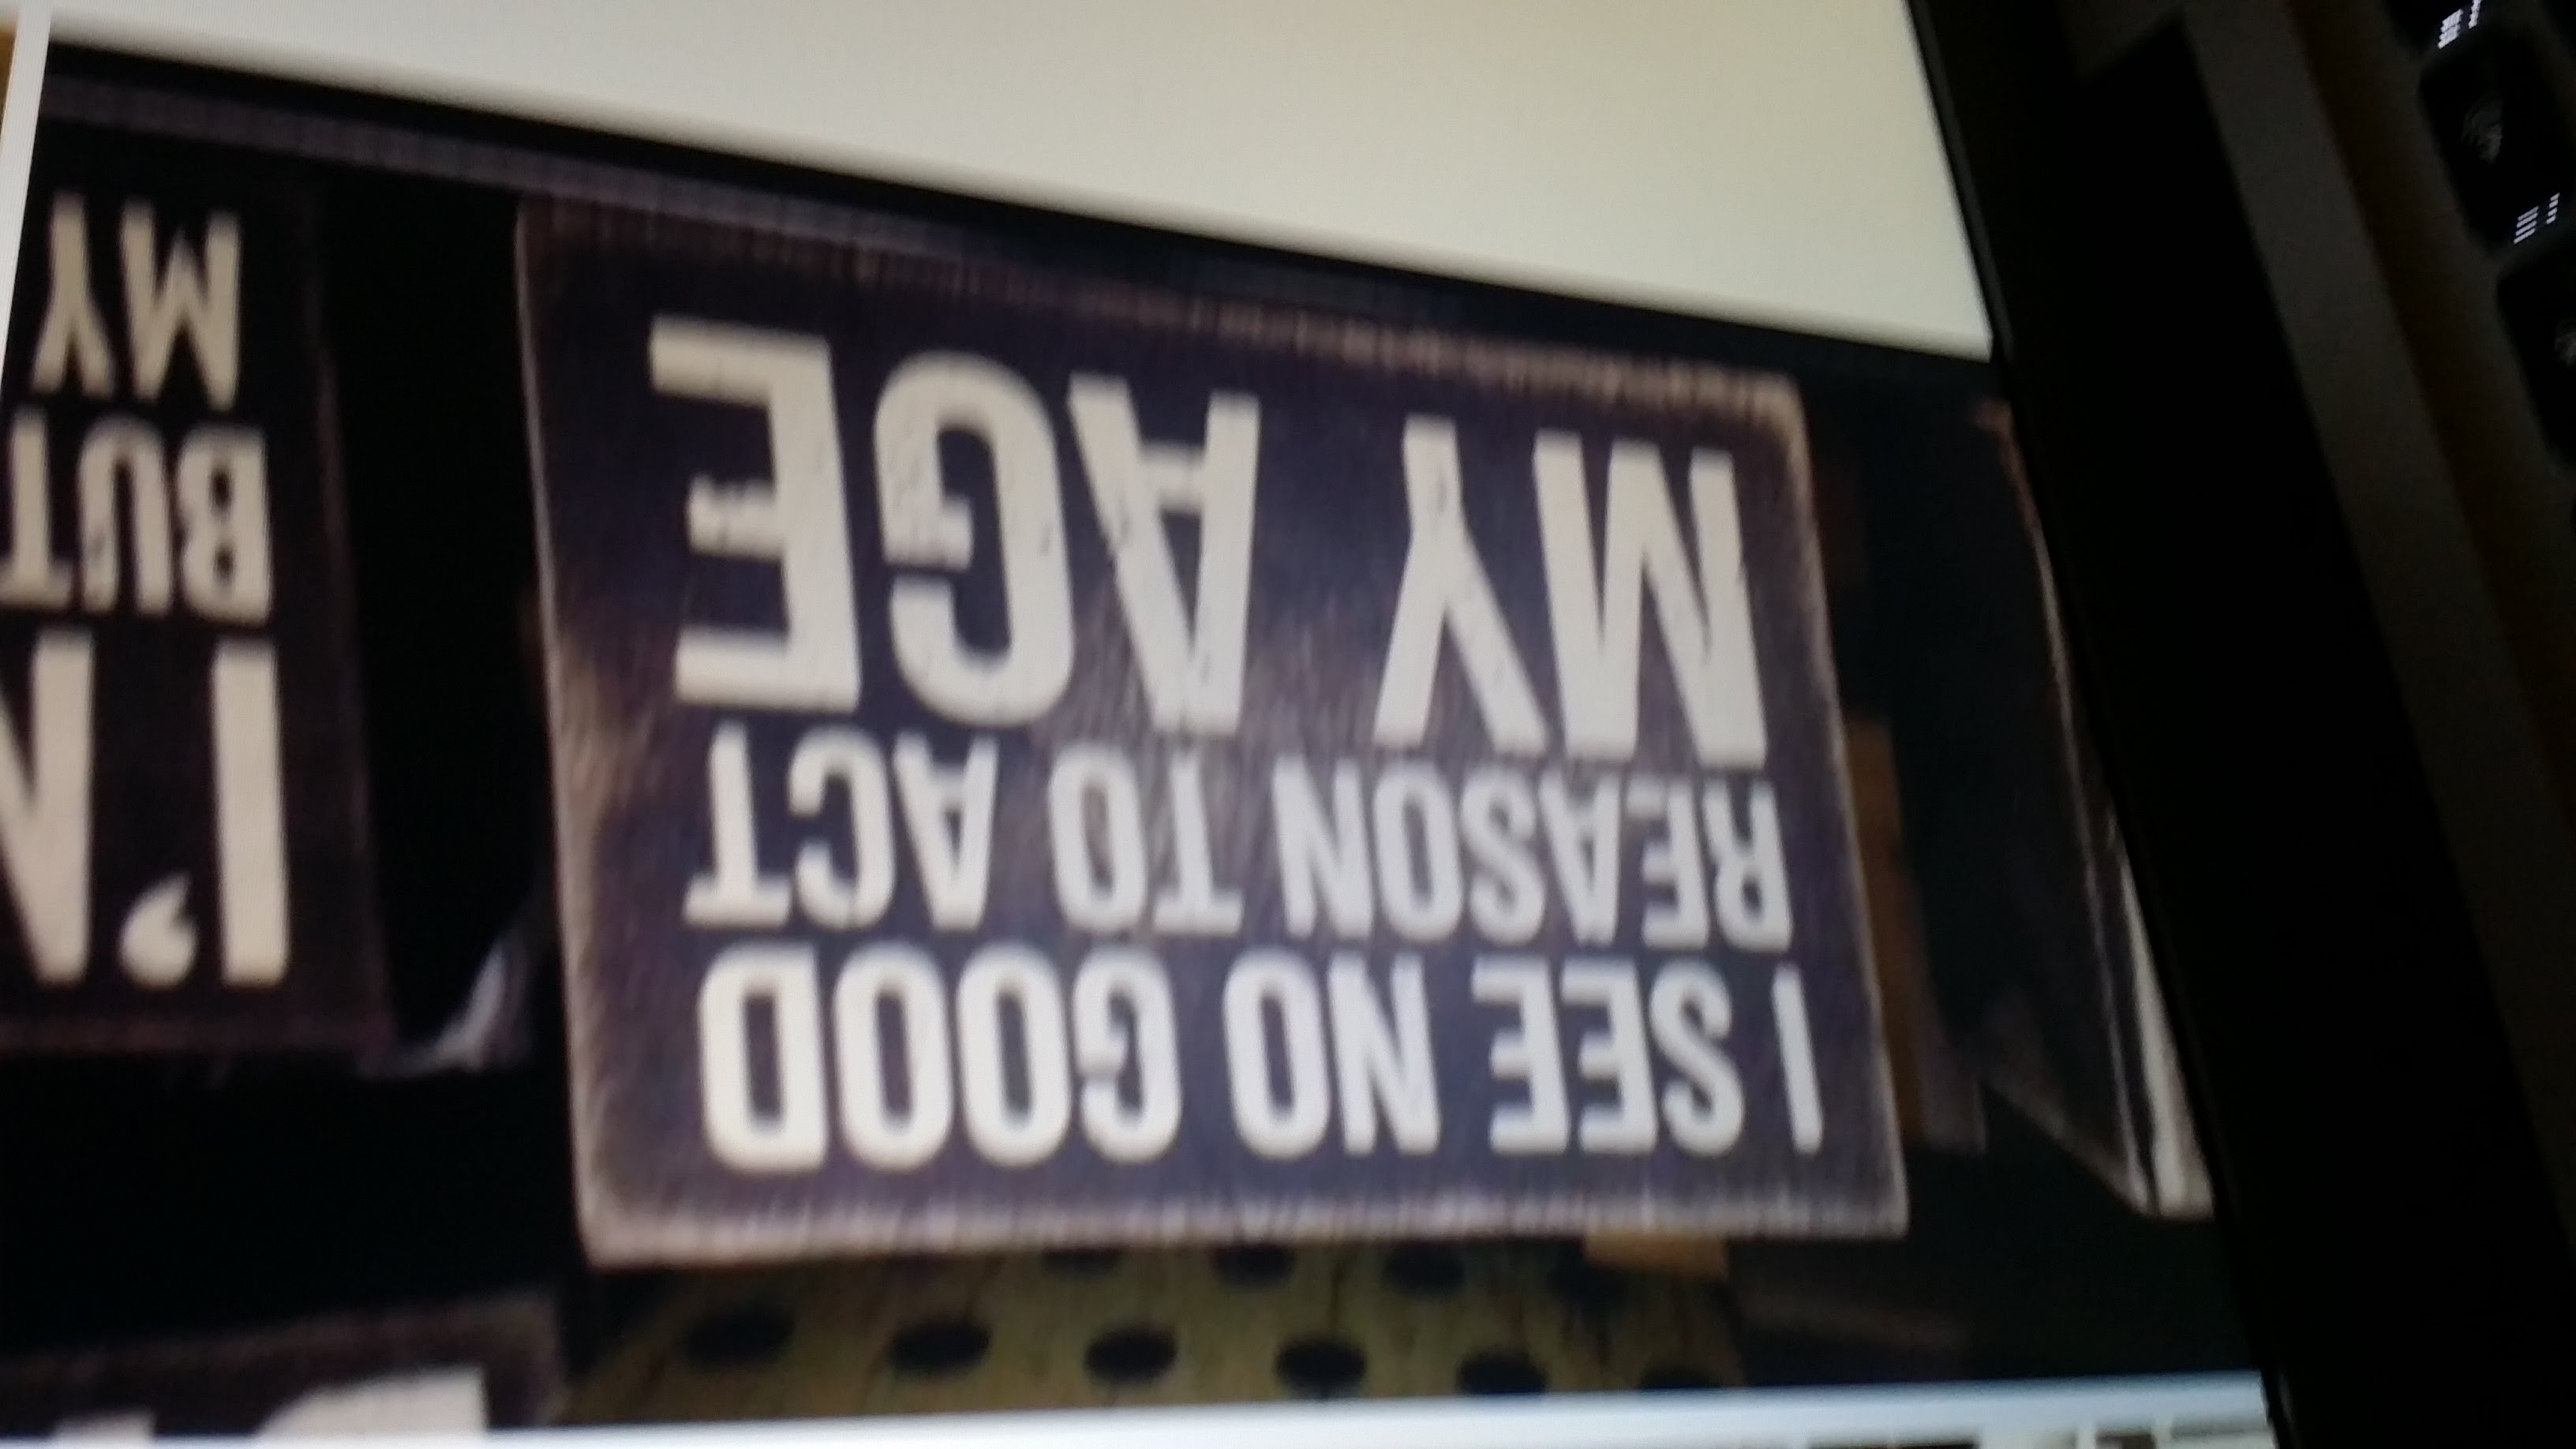 I SEE NO GOOD
REASON TO ACT
MY AGE
BUT
MY